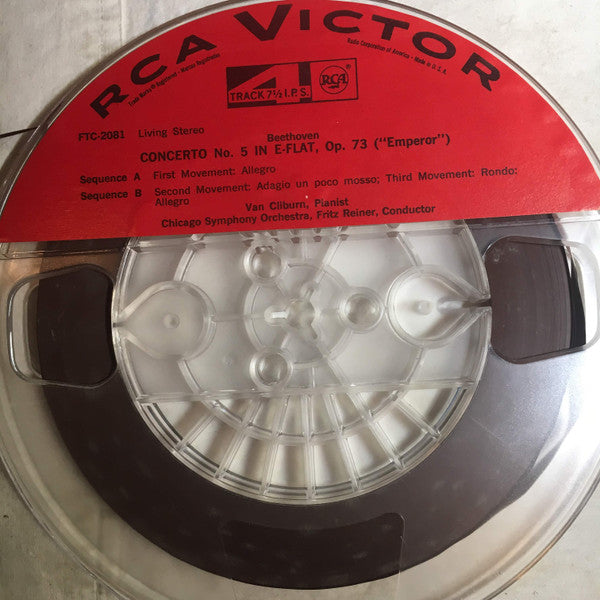 RCA VICTOR
Trade Marks ® Registered • Marcas Registradas
Radio Corporation of America • Made in U.S.A.
4
TRACK 7½ I.P.S.
RCA
FTC-2081 Living Stereo
Beethoven
CONCERTO No. 5 IN E-FLAT, Op. 73 ("Emperor")
Sequence A First Movement: Allegro
Sequence B Second Movement: Adagio un poco mosso; Third Movement: Rondo:
Allegro
Van Cliburn, Pianist
Chicago Symphony Orchestra, Fritz Reiner, Conductor